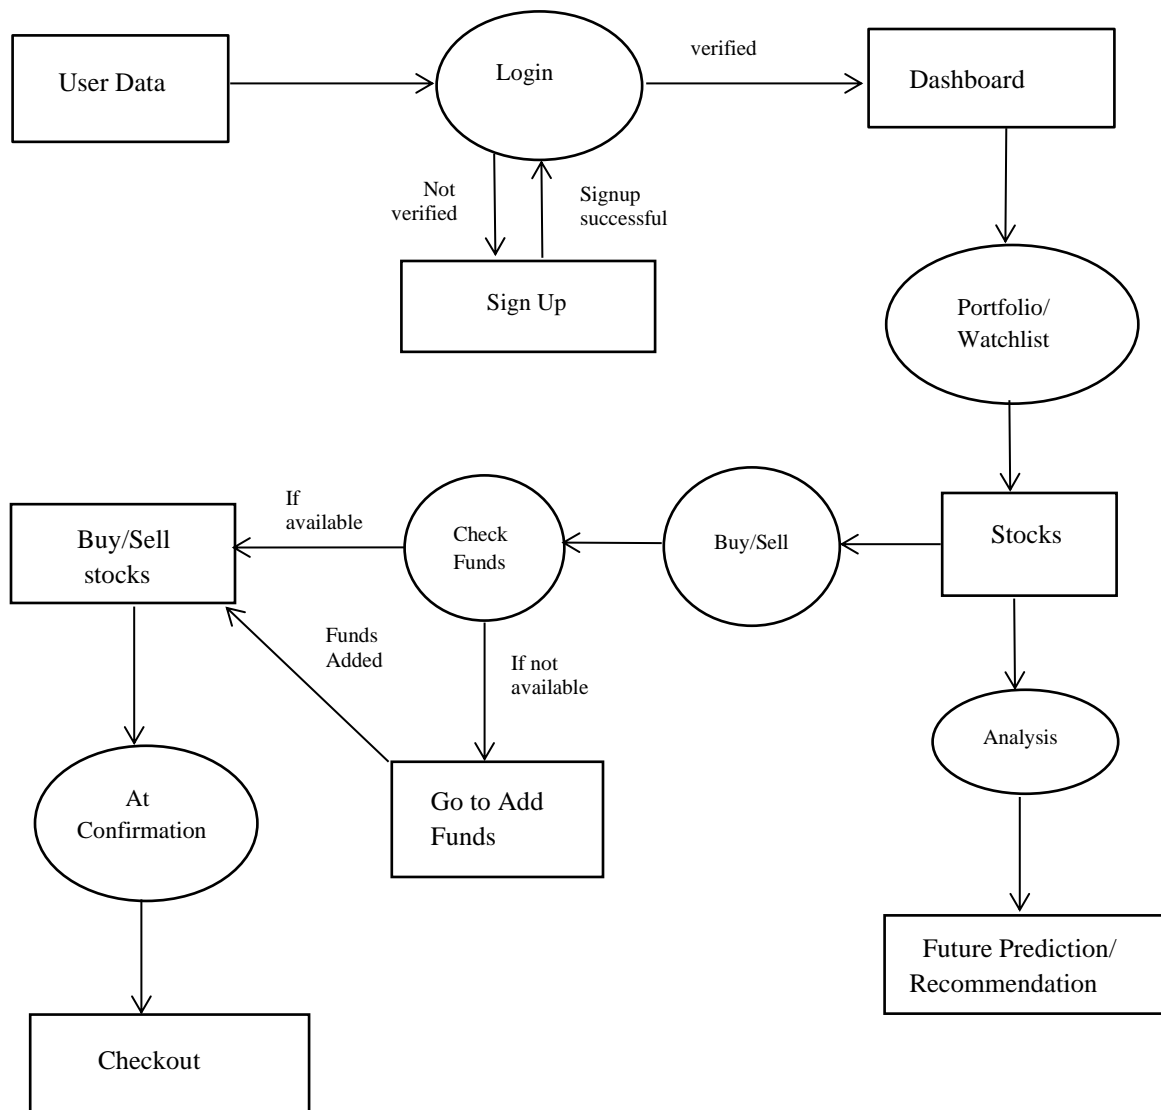 User Data
Login
verified
Dashboard
Not
verified
Signup
successful
Sign Up
Portfolio/
Watchlist
Buy/Sell
stocks
If
available
Check
Funds
Buy/Sell
Stocks
Funds
Added
If not
available
Analysis
At
Confirmation
Go to Add
Funds
Future Prediction/
Recommendation
Checkout